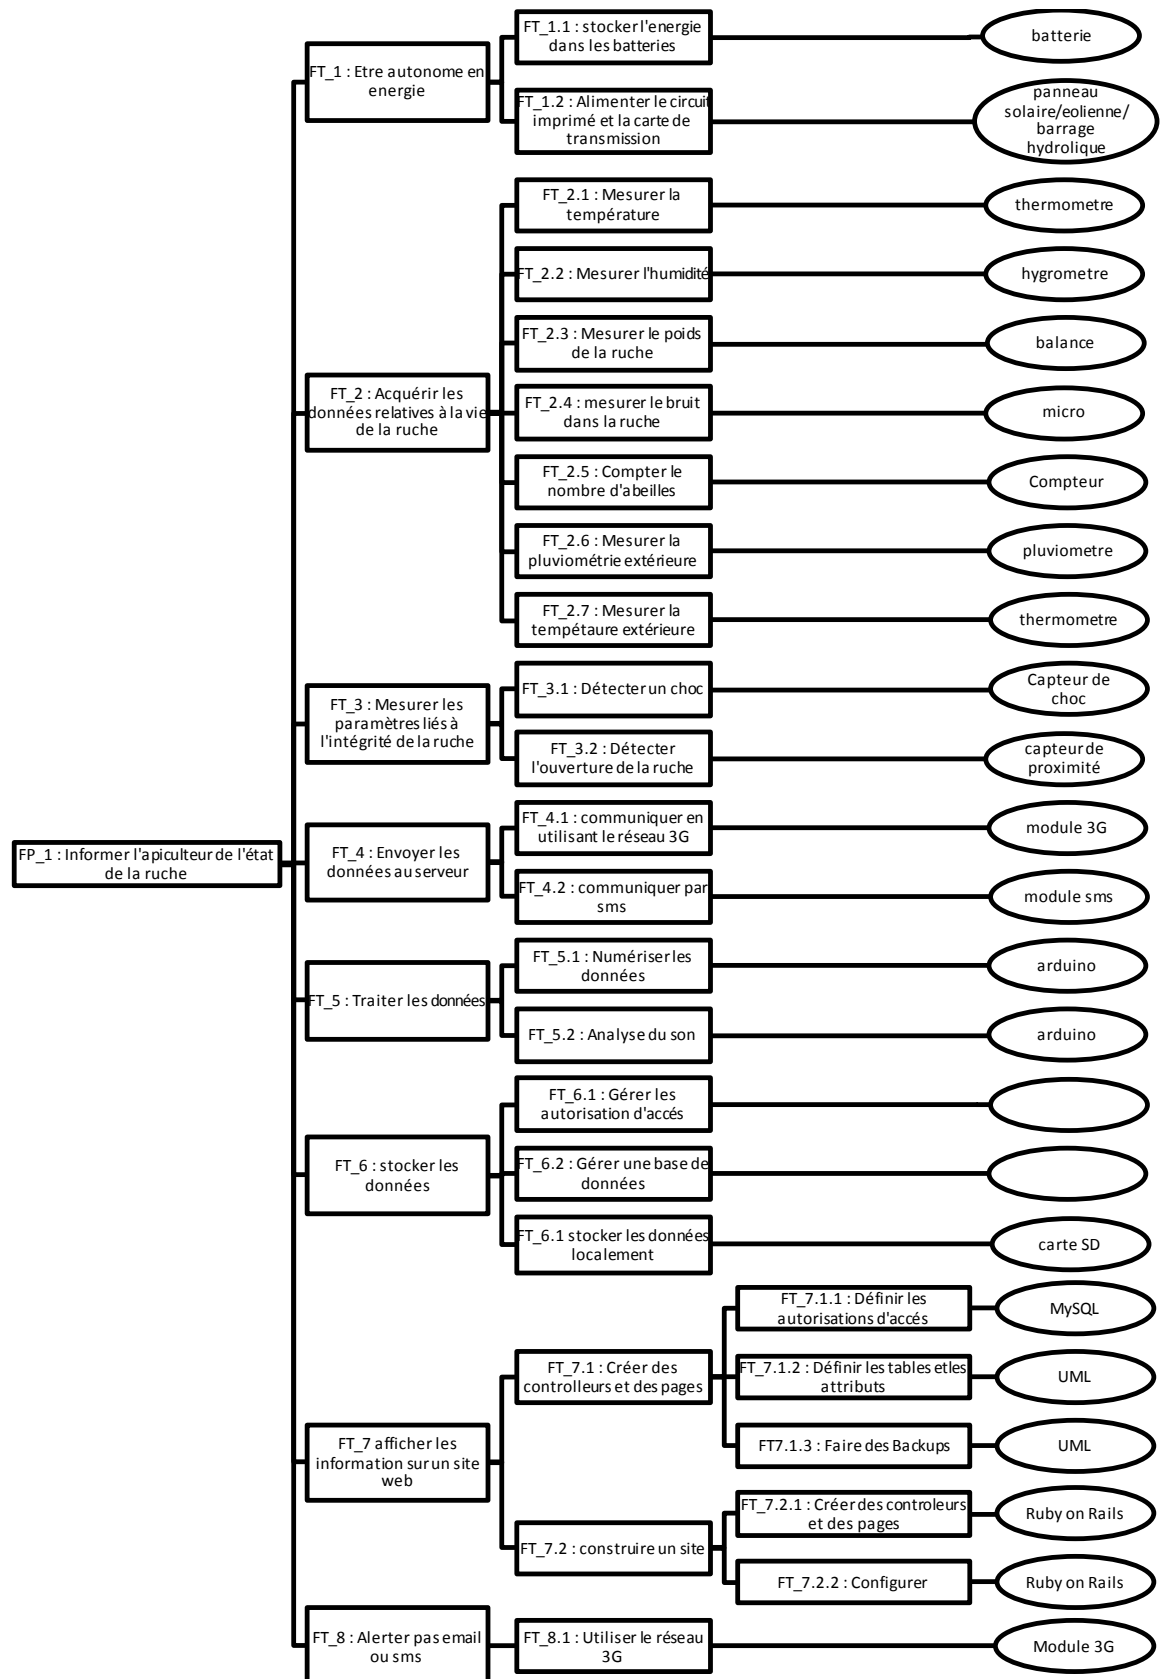 FT_1.1 : stocker l'energie
dans les batteries
batterie
FT_1 : Etre autonome en
energie
FT_1.2 : Alimenter le circuit
imprimé et la carte de
transmission
panneau
solaire/eolienne/
barrage
hydrolique
FT_2.1 : Mesurer la
température
thermometre
FT_2.2 : Mesurer l'humidité
hygrometre
FT_2.3 : Mesurer le poids
de la ruche
balance
FT_2 : Acquérir les
données relatives à la vie
de la ruche
FT_2.4 : mesurer le bruit
dans la ruche
micro
FT_2.5 : Compter le
nombre d'abeilles
Compteur
FT_2.6 : Mesurer la
pluviométrie extérieure
pluviometre
FT_2.7 : Mesurer la
tempétaure extérieure
thermometre
FT_3 : Mesurer les
paramètres liés à
l'intégrité de la ruche
FT_3.1 : Détecter un choc
Capteur de
choc
FT_3.2 : Détecter
l'ouverture de la ruche
capteur de
proximité
FP_1 : Informer l'apiculteur de l'état
de la ruche
FT_4 : Envoyer les
données au serveur
FT_4.1 : communiquer en
utilisant le réseau 3G
module 3G
FT_4.2 : communiquer par
sms
module sms
FT_5 : Traiter les données
FT_5.1 : Numériser les
données
arduino
FT_5.2 : Analyse du son
arduino
FT_6 : stocker les
données
FT_6.1 : Gérer les
autorisation d'accés
FT_6.2 : Gérer une base de
données
FT_6.1 stocker les données
localement
carte SD
FT_7 afficher les
information sur un site
web
FT_7.1 : Créer des
controlleurs et des pages
FT_7.1.1 : Définir les
autorisations d'accés
MySQL
FT_7.1.2 : Définir les tables etles
attributs
UML
FT7.1.3 : Faire des Backups
UML
FT_7.2 : construire un site
FT_7.2.1 : Créer des controleurs
et des pages
Ruby on Rails
FT_7.2.2 : Configurer
Ruby on Rails
FT_8 : Alerter pas email
ou sms
FT_8.1 : Utiliser le réseau
3G
Module 3G